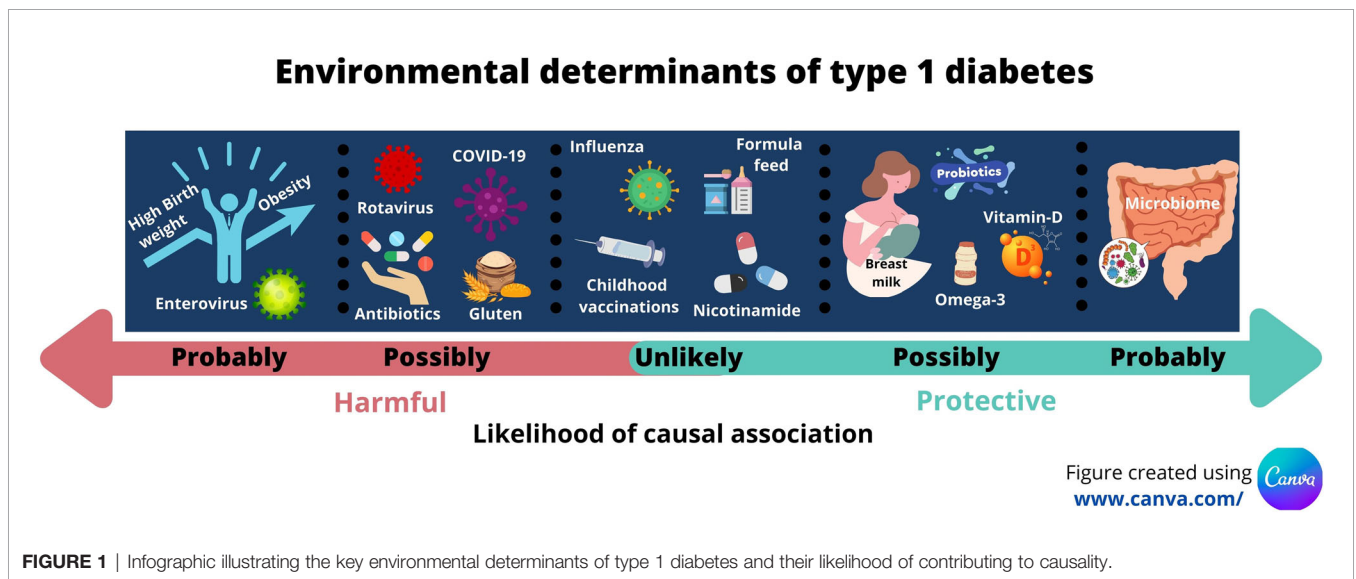 Environmental determinants of type 1 diabetes
High Birth
weight
Obesity
Enterovirus
Rotavirus
COVID-19
Antibiotics
Gluten
Influenza
Formula
feed
Childhood
vaccinations
Nicotinamide
Breast
milk
Probiotics
Vitamin-D
D
Omega-3
Microbiome
Probably
Possibly
Unlikely
Possibly
Probably
Harmful
Protective
Likelihood of causal association
Figure created using
www.canva.com/
Canva
FIGURE 1 | Infographic illustrating the key environmental determinants of type 1 diabetes and their likelihood of contributing to causality.